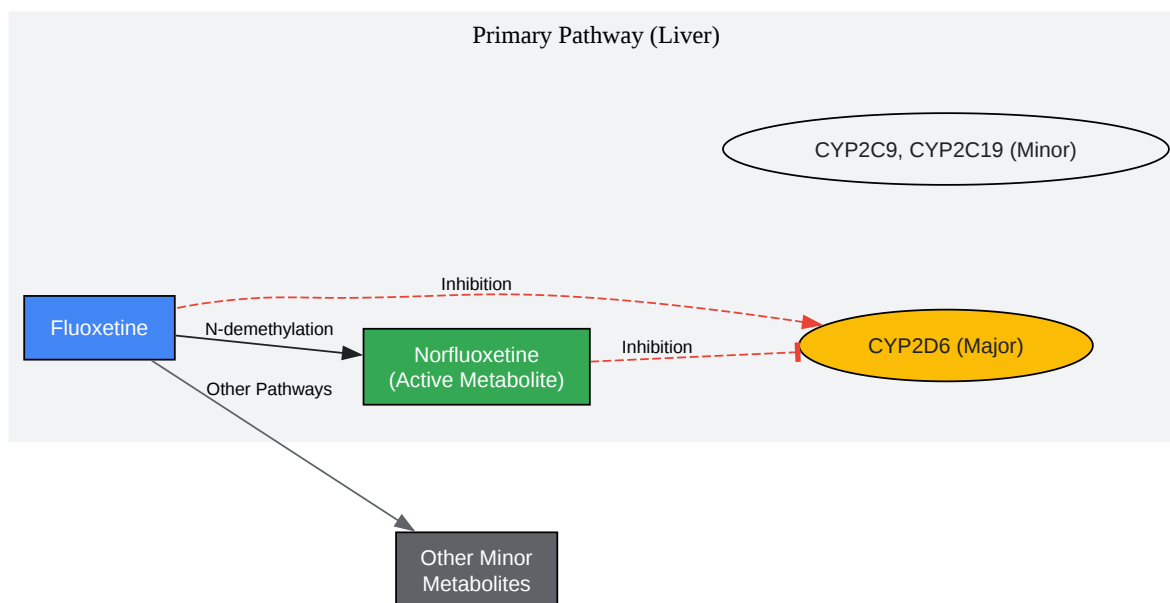 Primary Pathway (Liver)
CYP2C9, CYP2C19 (Minor)
Inhibition
Fluoxetine
N-demethylation
Norfluoxetine
(Active Metabolite)
Inhibition
CYP2D6 (Major)
Other Pathways
Other Minor
Metabolites